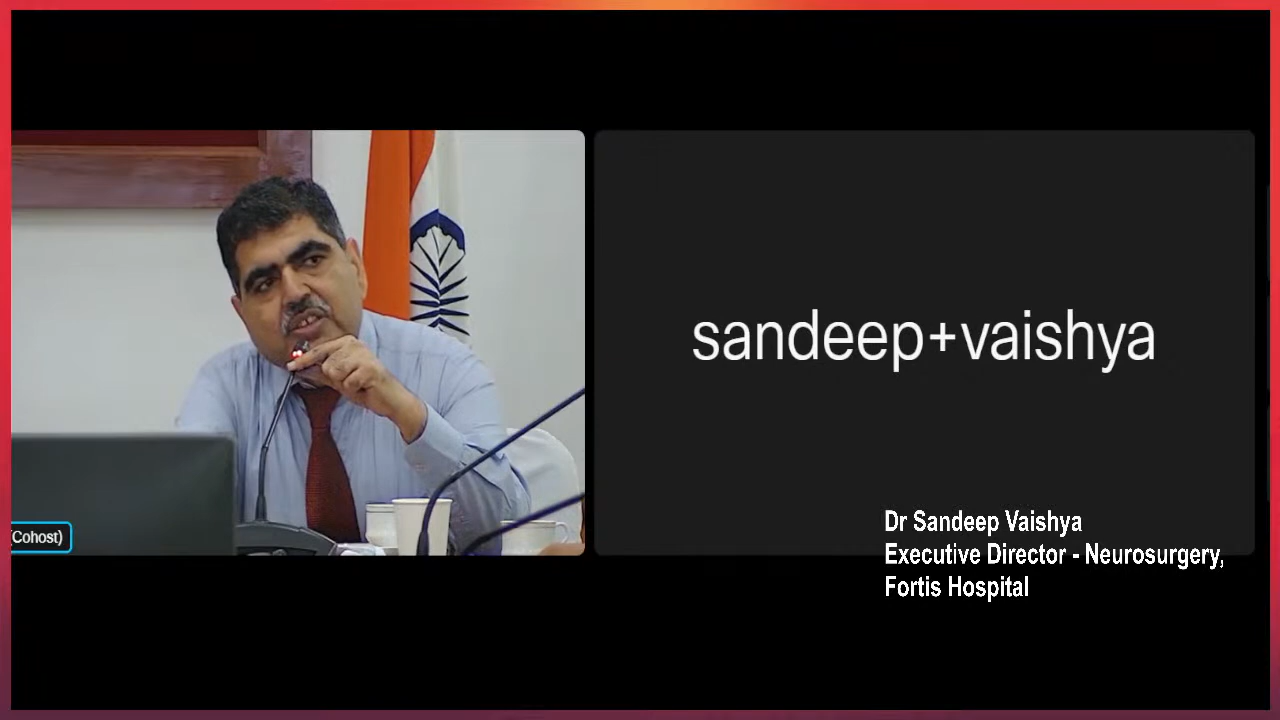 (Cohost)
sandeep+vaishya
Dr Sandeep Vaishya
Executive Director - Neurosurgery,
Fortis Hospital